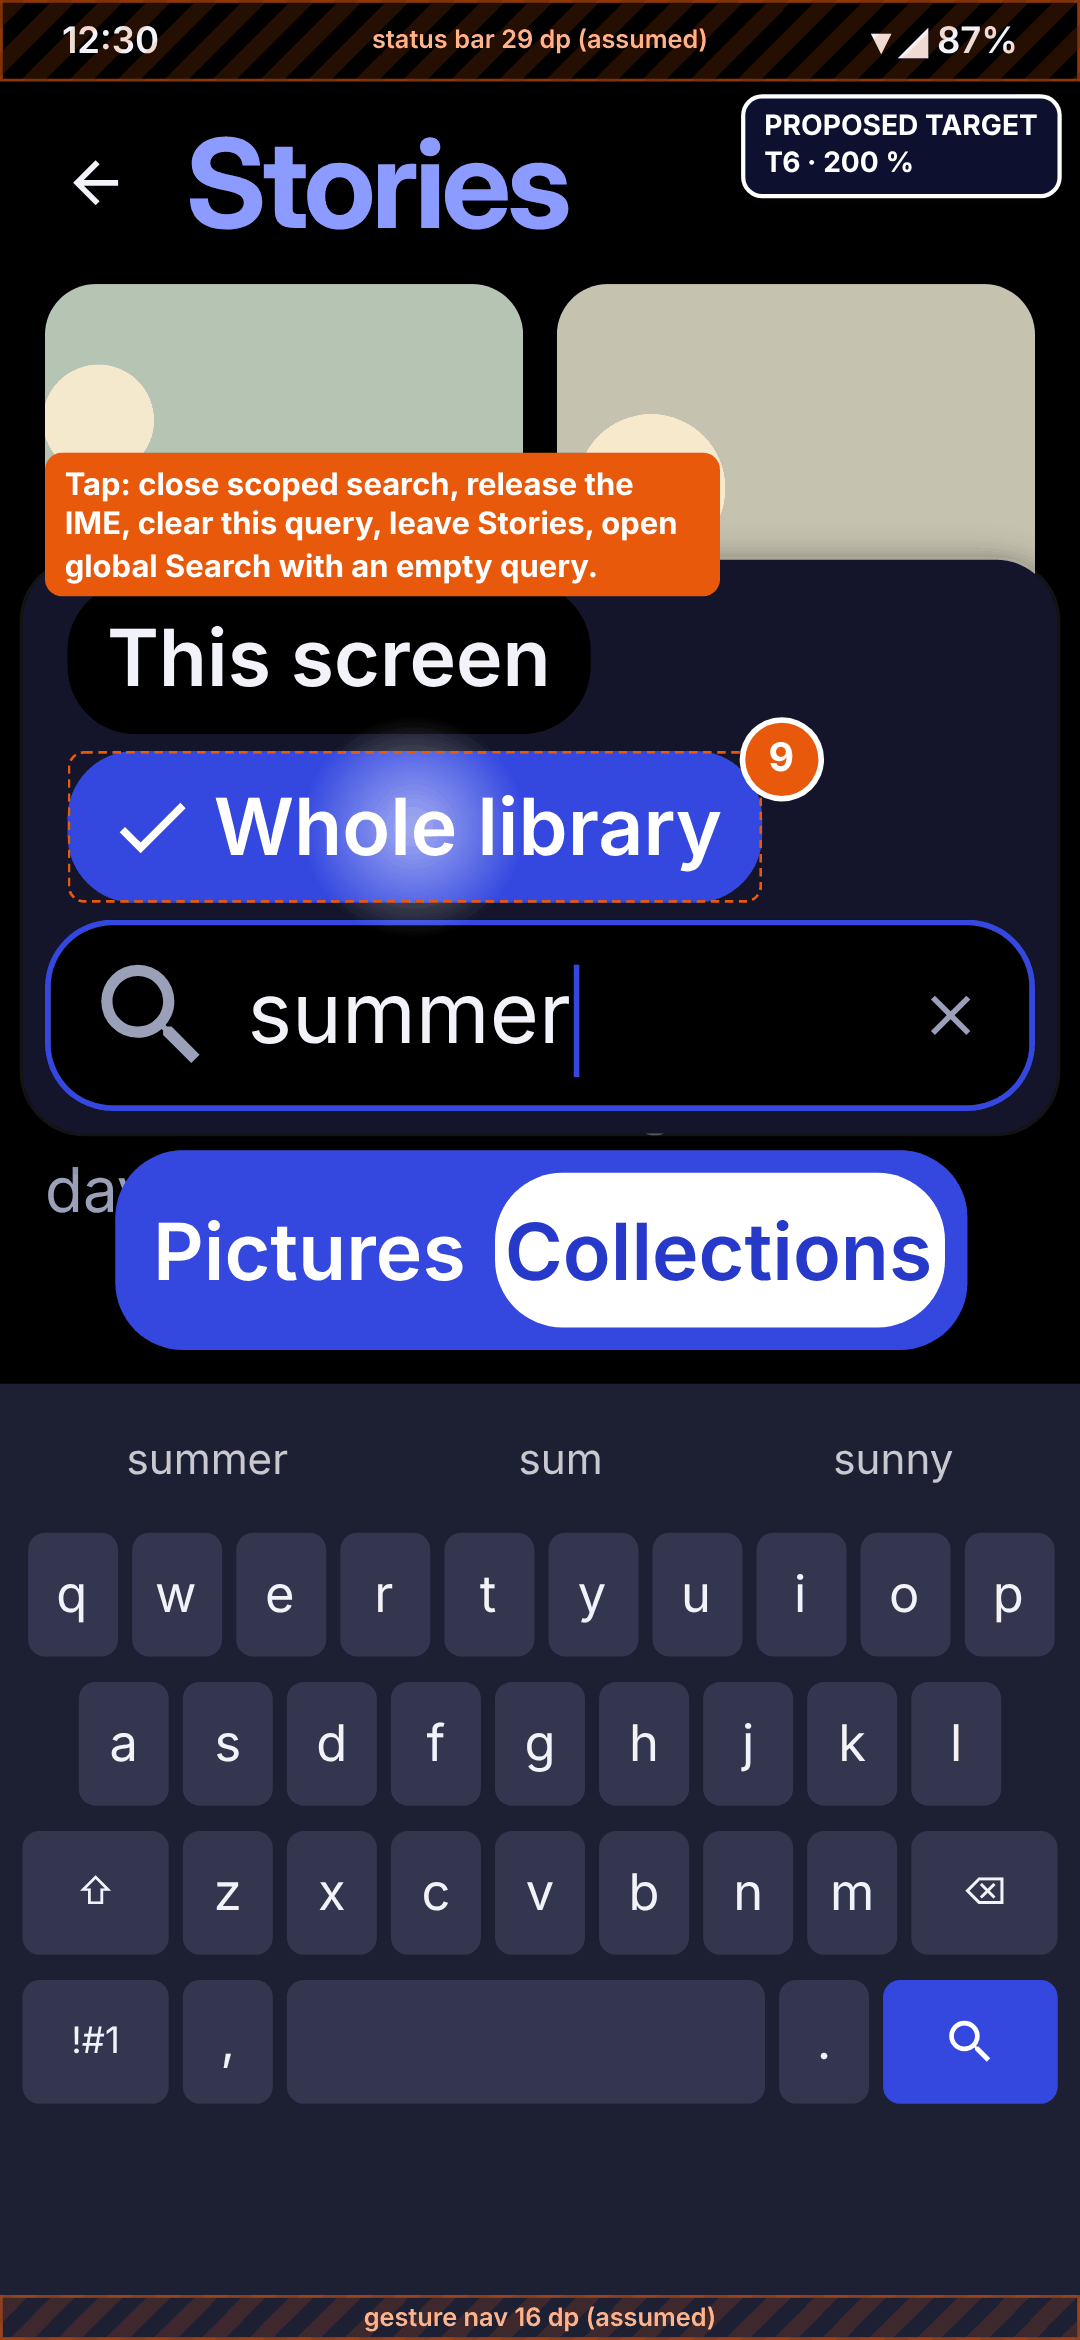 12:30
status bar 29 dp (assumed)
87%
Stories
PROPOSED TARGET
T6 · 200 %
Tap: close scoped search, release the
IME, clear this query, leave Stories, open
global Search with an empty query.
This screen
9
Whole library
summer
Pictures
Collections
summer sum sunny
q w e r t y u i o p
a s d f g h j k l
z x c v b n m
!#1 , .
gesture nav 16 dp (assumed)